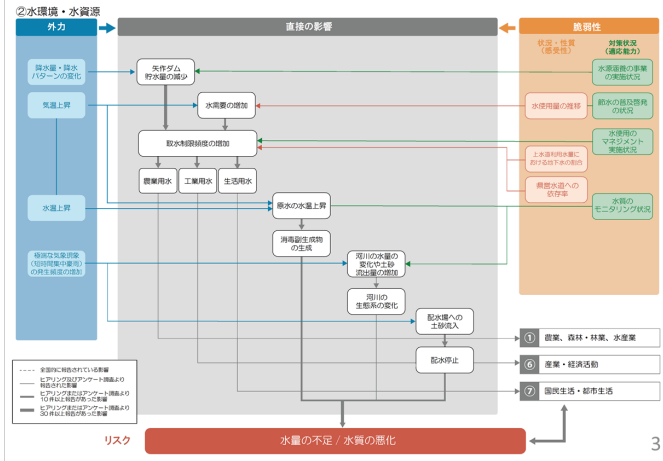 ②水環境・水資源
外力
直接の影響
脆弱性
状況・性質
（感受性）
対策状況
（適応能力）
降水量・降水
パターンの変化
矢作ダム
貯水量の減少
水源涵養の事業
の実施状況
気温上昇
水需要の増加
水使用量の推移
節水の普及啓発
の状況
取水制限頻度の増加
水使用の
マネジメント
実施状況
上水道利用水量に
おける地下水の割合
農業用水
工業用水
生活用水
県営水道への
依存率
水温上昇
原水の水温上昇
水質の
モニタリング状況
消毒副生成物
の生成
極端な気象現象
（短時間集中豪雨）
の発生頻度の増加
河川の水量の
変化や土砂
流出量の増加
河川の
生態系の変化
配水場への
土砂流入
① 農業、森林・林業、水産業
配水停止
⑥ 産業・経済活動
⑦ 国民生活・都市生活
全国的に報告されている影響
ヒアリング及びアンケート調査より
報告された影響
ヒアリングまたはアンケート調査より
10件以上報告があった影響
ヒアリングまたはアンケート調査より
30件以上報告があった影響
リスク
水量の不足 / 水質の悪化
3